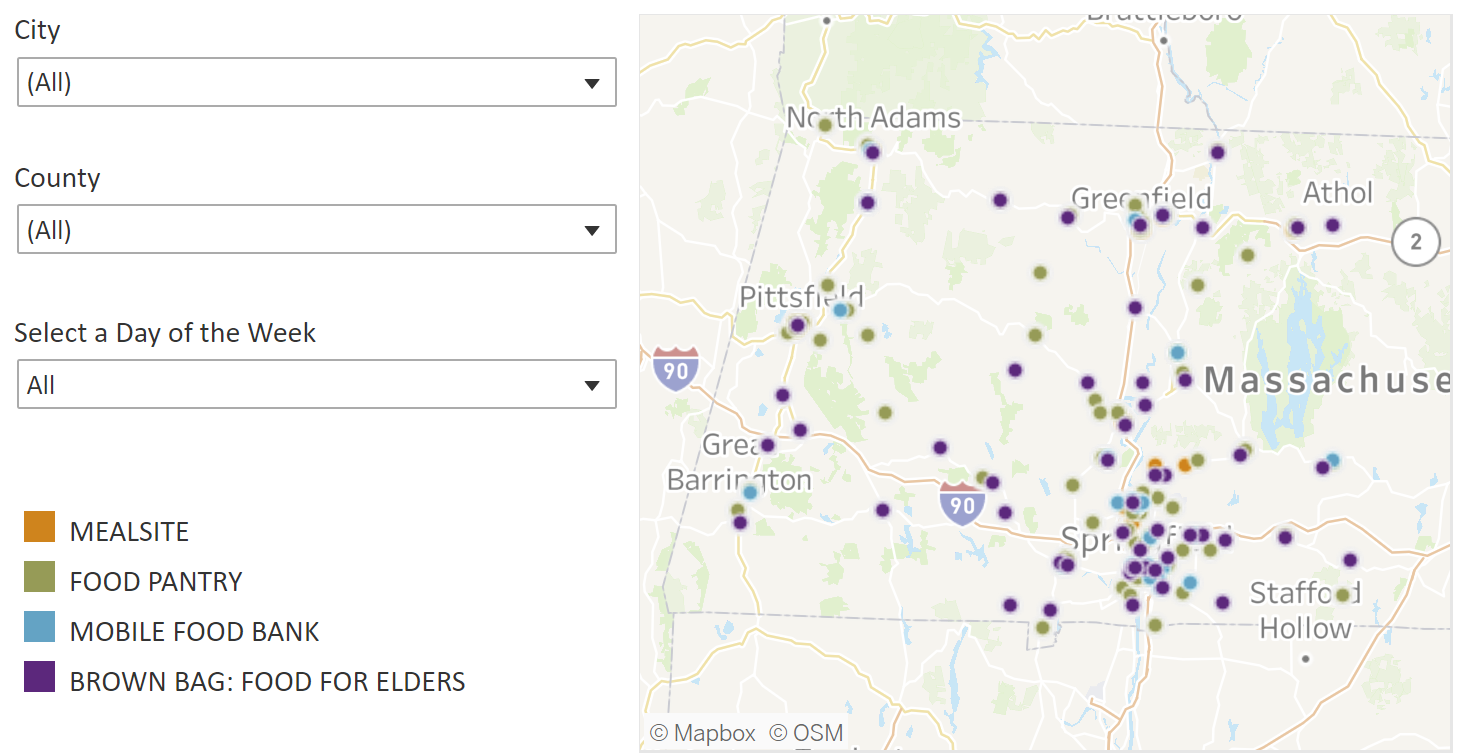 City
(All)
County
(All)
Select a Day of the Week
All
MEALSITE
FOOD PANTRY
MOBILE FOOD BANK
BROWN BAG: FOOD FOR ELDERS
Brattleboro
North Adams
Greenfield
Athol
2
Pittsfield
90
Massachuse
Great
Barrington
90
Springfield
Stafford
Hollow
© Mapbox © OSM